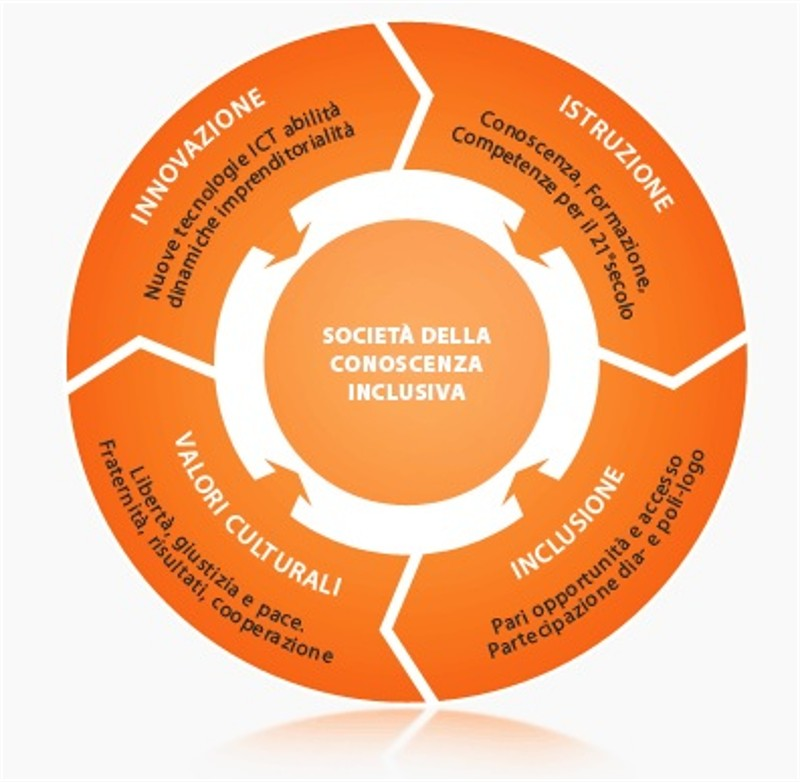 INNOVAZIONE
Nuove tecnologie ICT abilità
dinamiche imprenditorialità
ISTRUZIONE
Conoscenza, Formazione,
Competenze per il 21°secolo
SOCIETÀ DELLA
CONOSCENZA
INCLUSIVA
VALORI CULTURALI
Libertà, giustizia e pace.
Fraternità, risultati, cooperazione
INCLUSIONE
Pari opportunità e accesso
Partecipazione dia- e poli-logo